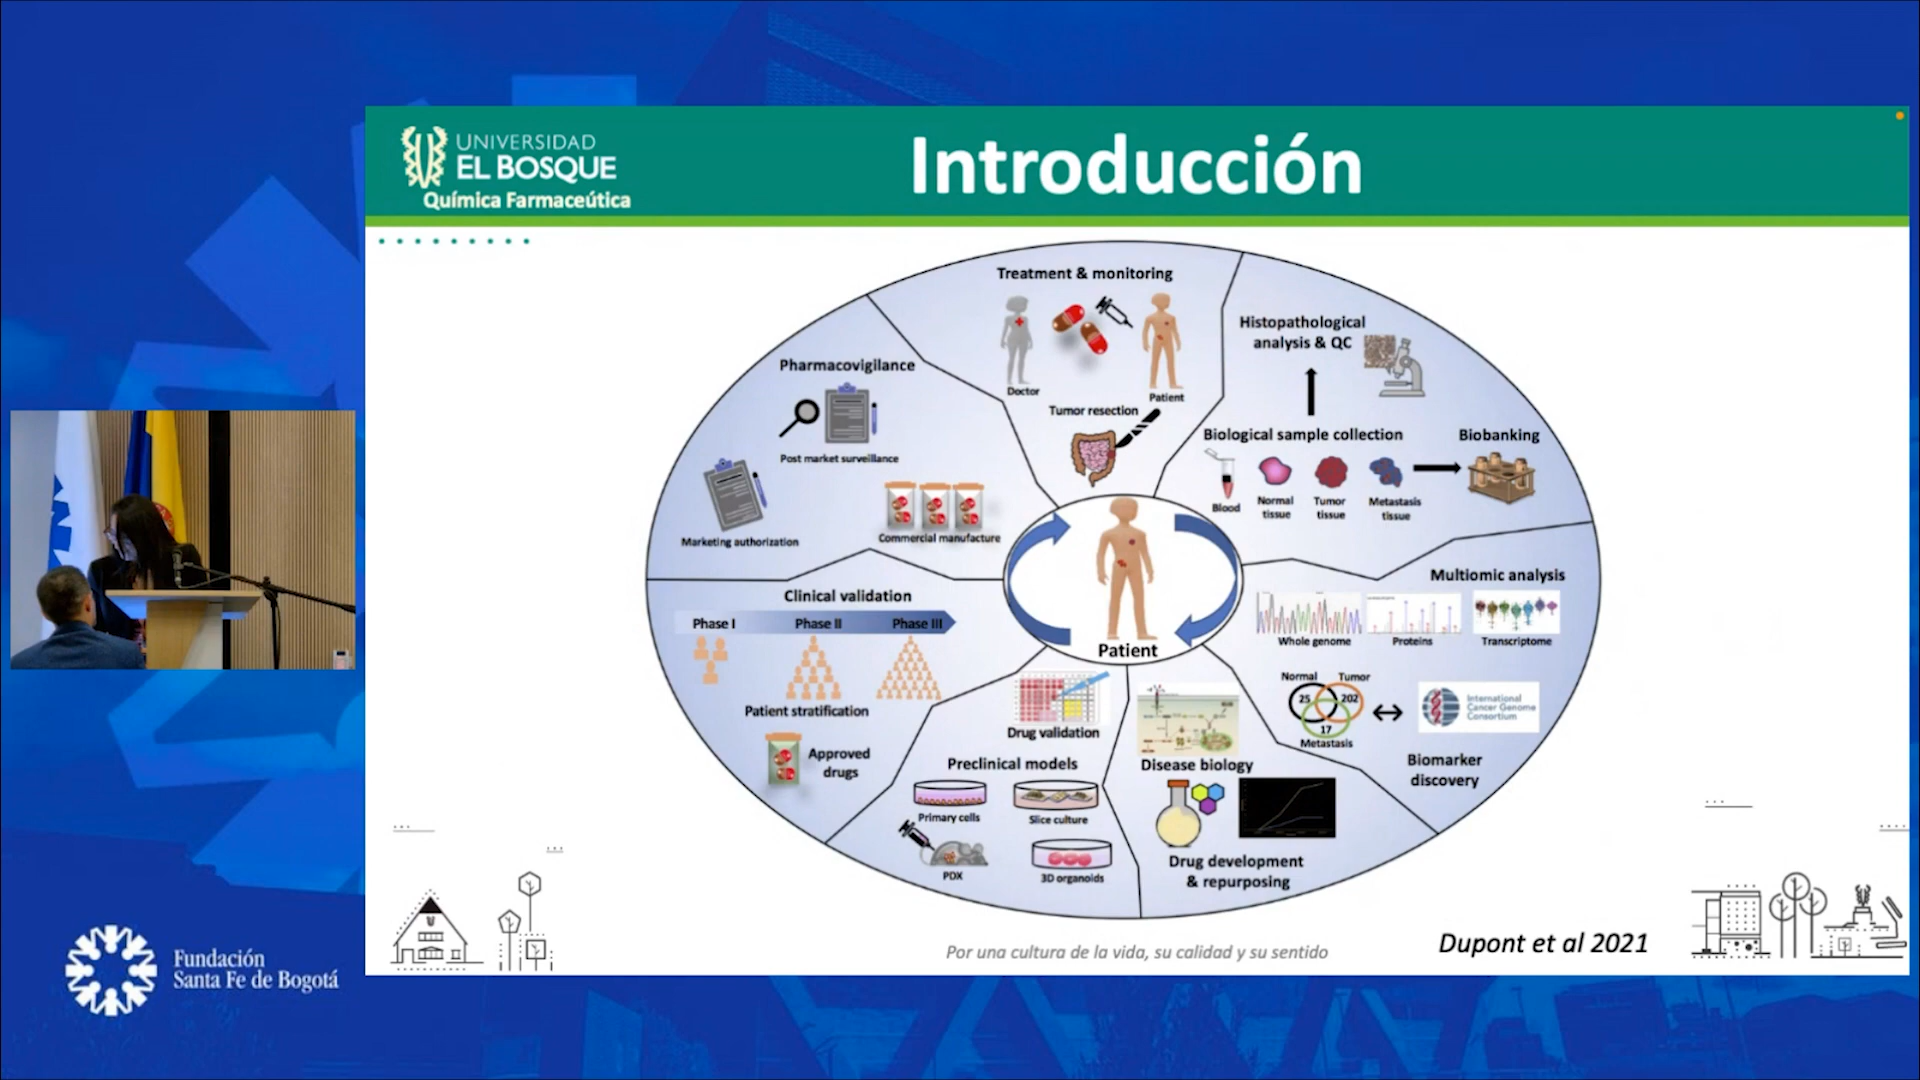 UNIVERSIDAD
EL BOSQUE
Química Farmaceútica
Introducción
Treatment & monitoring
Doctor
Patient
Tumor resection
Histopathological
analysis & QC
Biological sample collection
Biobanking
Blood
Normal
tissue
Tumor
tissue
Metastasis
tissue
Pharmacovigilance
Post market surveillance
Marketing authorization
Commercial manufacture
Patient
Multiomic analysis
Whole genome
Proteins
Transcriptome
Normal
Tumor
25
202
17
Metastasis
International
Cancer Genome
Consortium
Biomarker
discovery
Clinical validation
Phase I
Phase II
Phase III
Patient stratification
Approved
drugs
Drug validation
Preclinical models
Primary cells
Slice culture
PDX
3D organoids
Disease biology
Drug development
& repurposing
Por una cultura de la vida, su calidad y su sentido
Dupont et al 2021
Fundación
Santa Fe de Bogotá